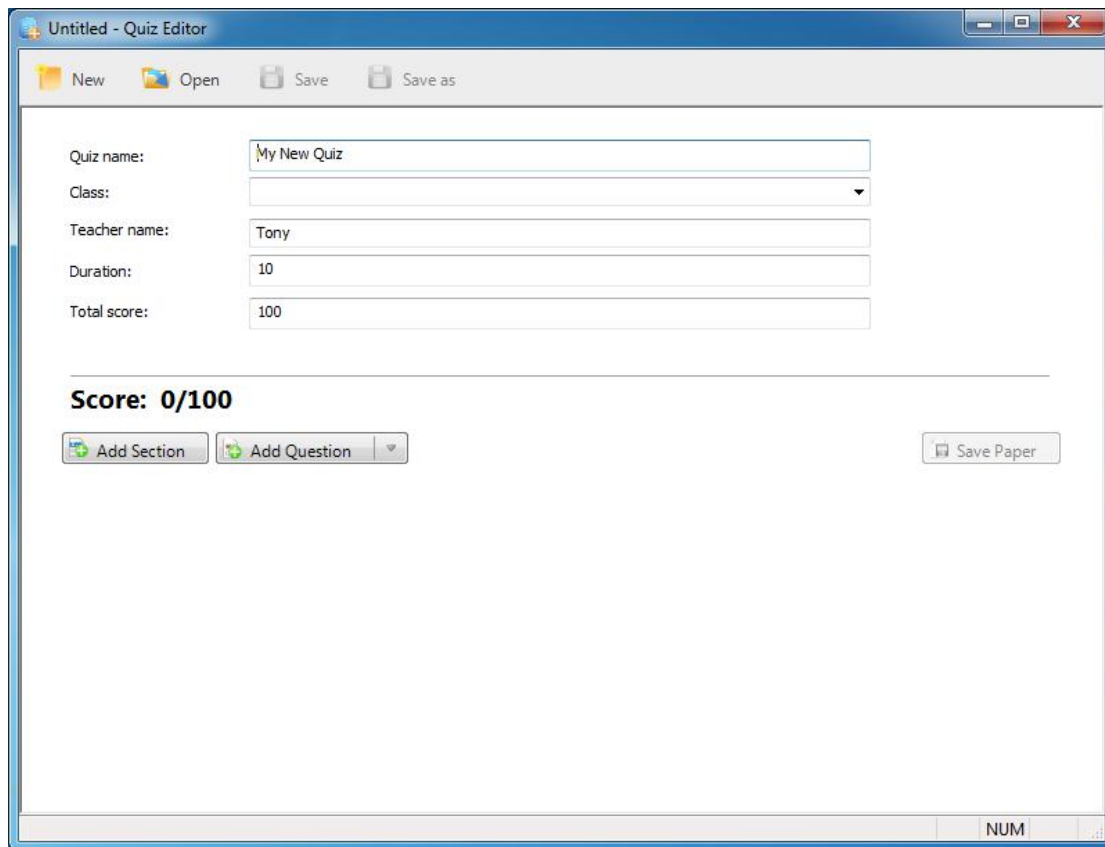 Untitled - Quiz Editor
New Open Save Save as
Quiz name: My New Quiz
Class:
Teacher name: Tony
Duration: 10
Total score: 100
Score: 0/100
Add Section Add Question Save Paper
NUM